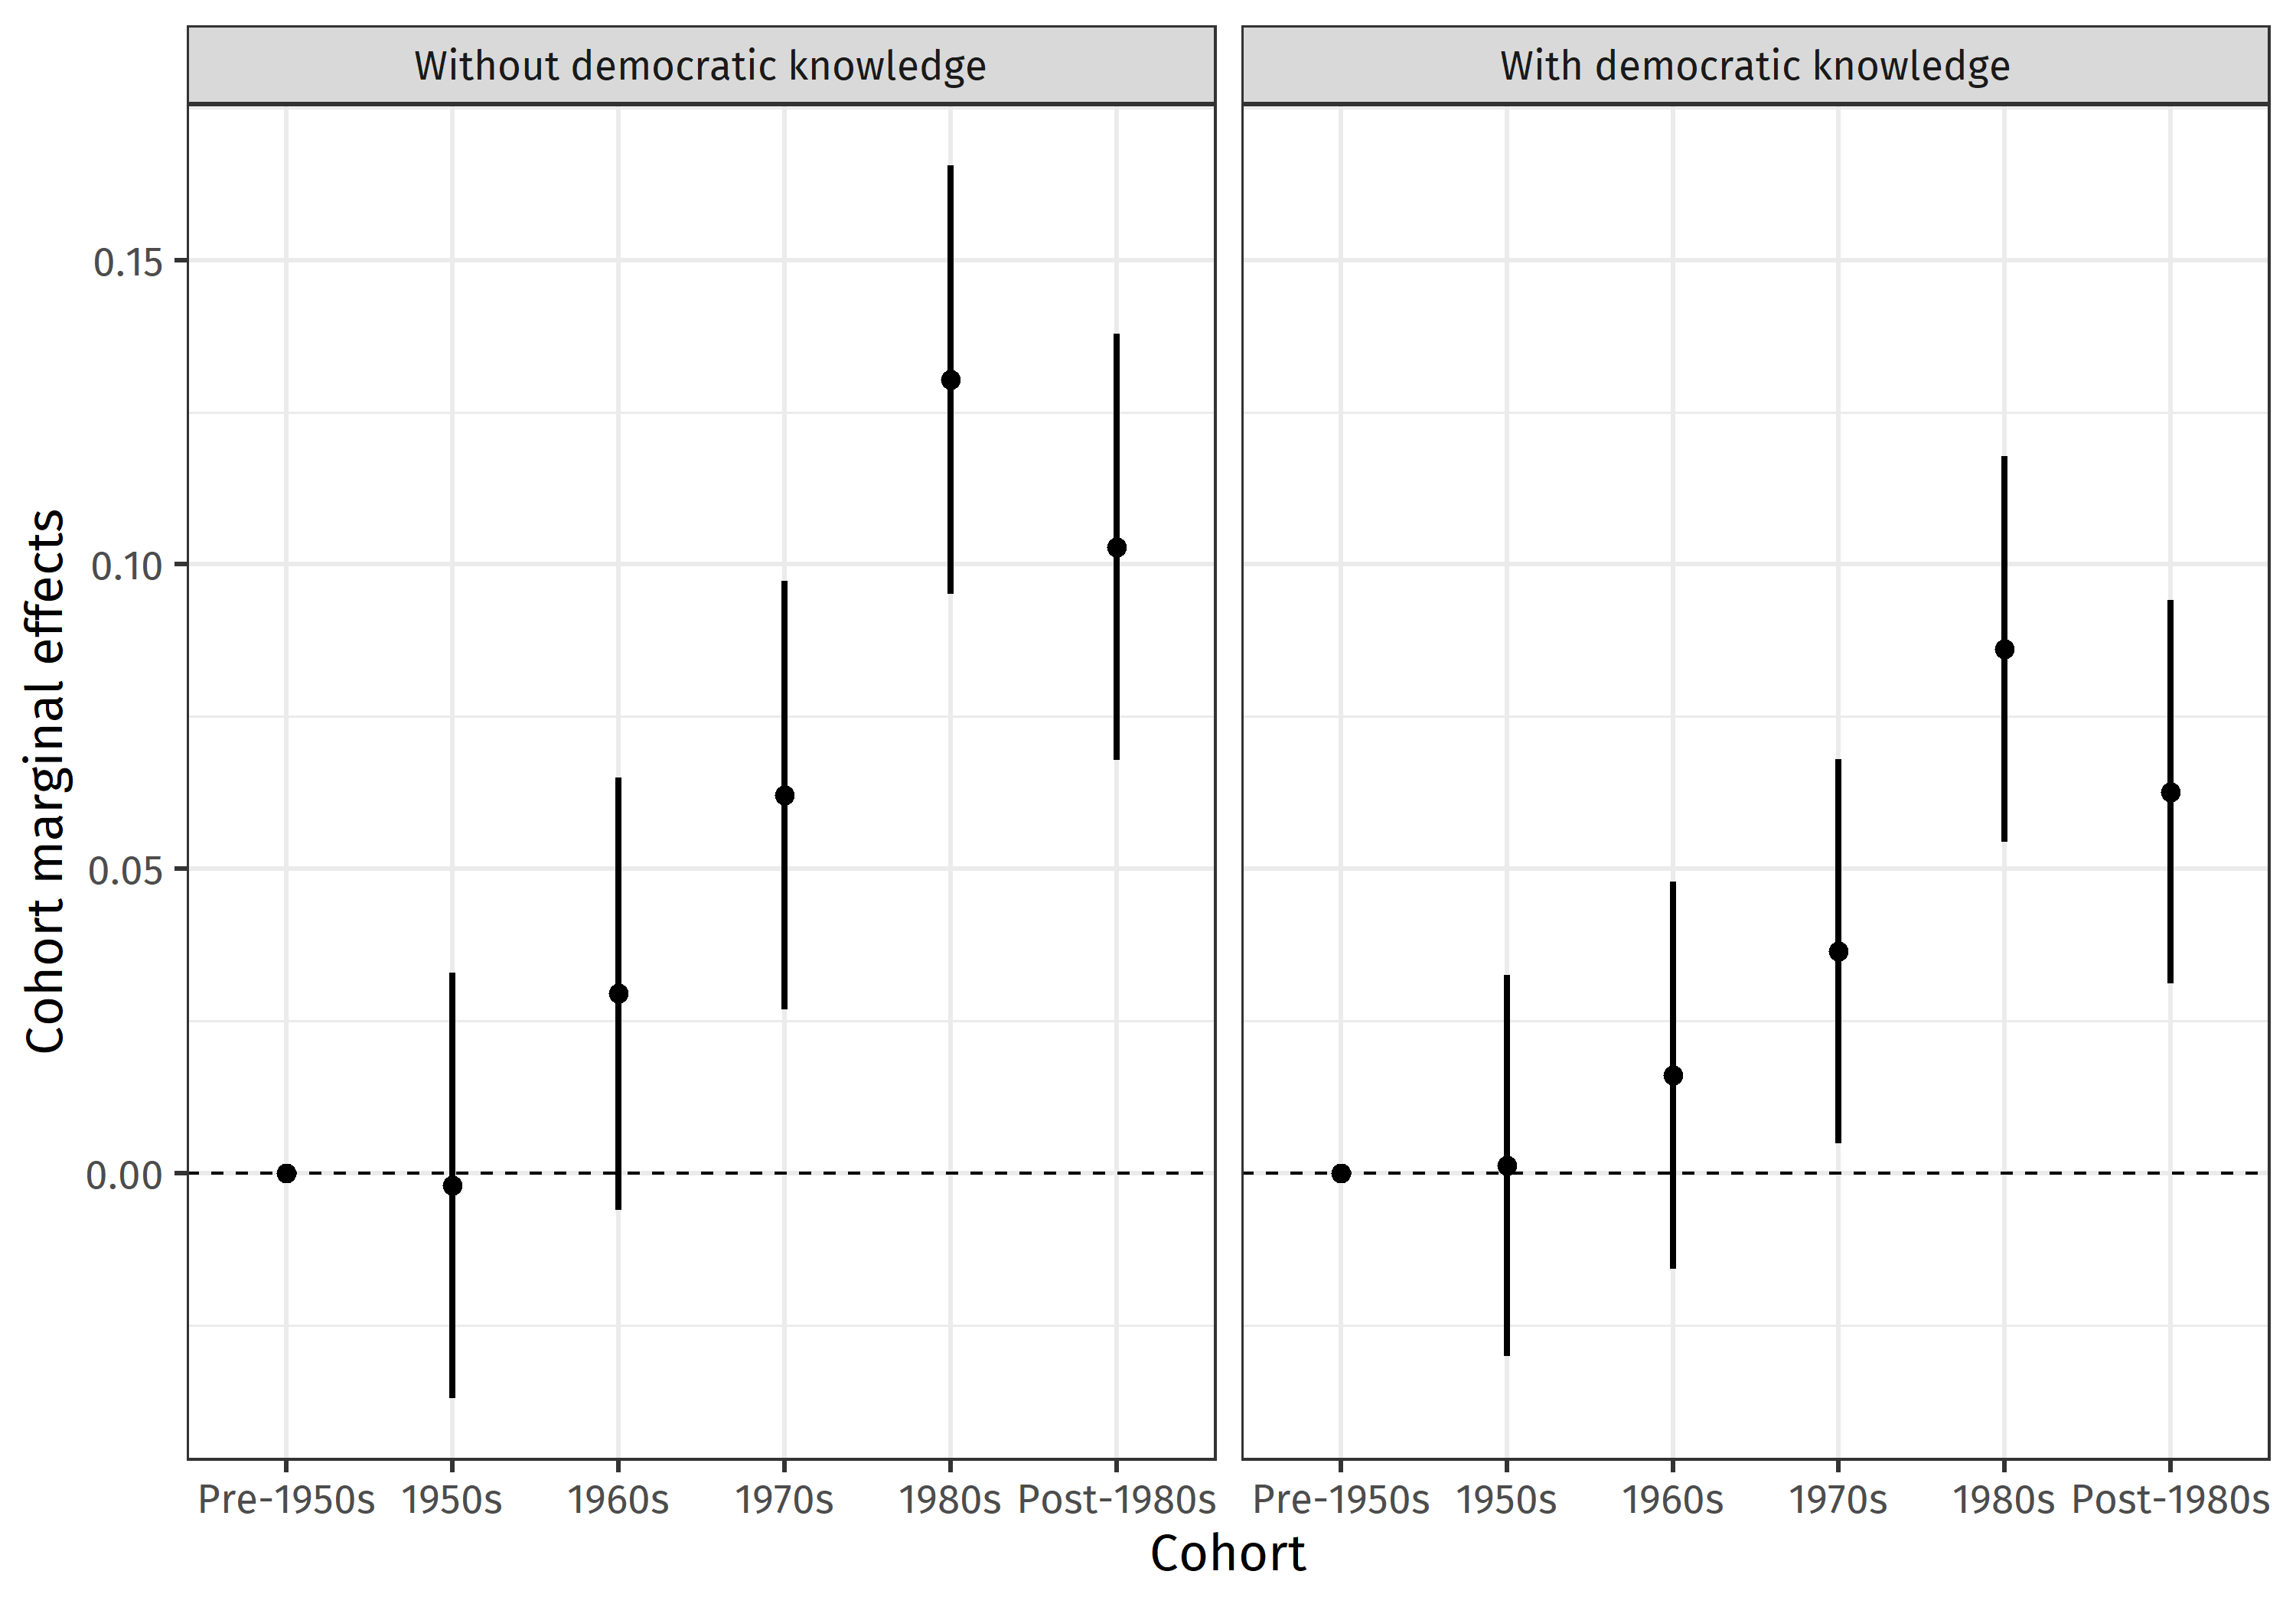 Without democratic knowledge
With democratic knowledge
Cohort marginal effects
0.15
0.10
0.05
0.00
Pre-1950s 1950s 1960s 1970s 1980s Post-1980s
Pre-1950s 1950s 1960s 1970s 1980s Post-1980s
Cohort